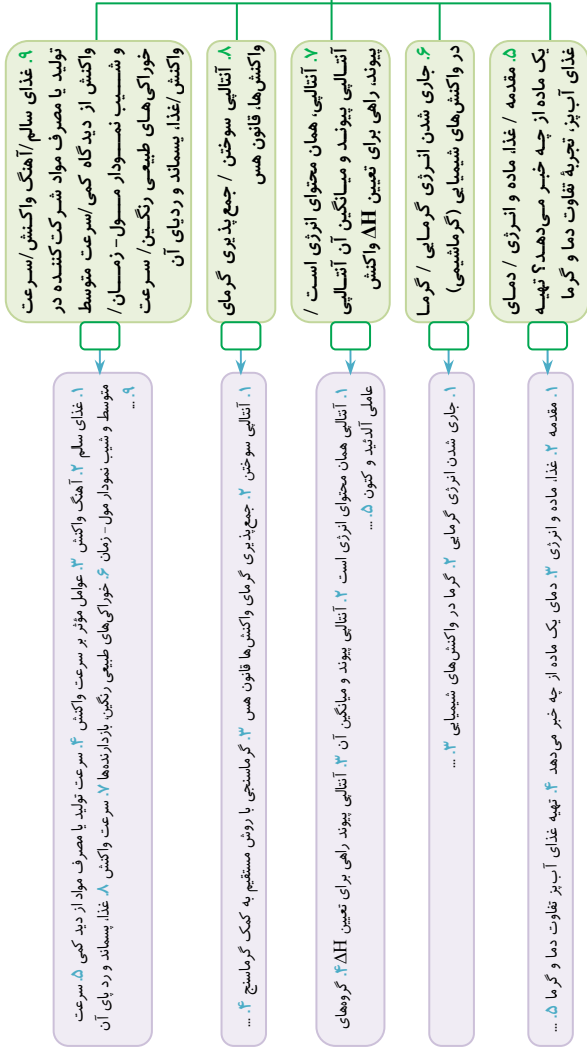 ۹. غذای سالم/آهنگ واکنش/سرعت
تولید یا مصرف مواد شرکت‌کننده در
واکنش از دیدگاه کمی/سرعت متوسط
و شیب نمودار مول - زمان/
خوراکی‌های طبیعی رنگین/ سرعت
واکنش/غذا، پسماند و ردپای آن
۱. غذای سالم ۲. آهنگ واکنش ۳. عوامل مؤثر بر سرعت واکنش ۴. سرعت تولید یا مصرف مواد از دید کمی ۵. سرعت
متوسط و شیب نمودار مول - زمان ۶. خوراکی‌های طبیعی رنگین، بازدارنده‌ها ۷. سرعت واکنش ۸. غذا، پسماند و رد پای آن
۹. ...
۸. آنتالپی سوختن / جمع‌پذیری گرمای
واکنش‌ها، قانون هس
۱. آنتالپی سوختن ۲. جمع‌پذیری گرمای واکنش‌ها قانون هس ۳. گرماسنجی با روش مستقیم به کمک گرماسنج ۴. ...
۷. آنتالپی، همان محتوای انرژی است /
آنتالپی پیوند و میانگین آن آنتالپی
پیوند، راهی برای تعیین ΔH واکنش
۱. آنتالپی همان محتوای انرژی است ۲. آنتالپی پیوند و میانگین آن ۳. آنتالپی پیوند راهی برای تعیین ΔH ۴. گروه‌های
عاملی آلدئید و کتون ۵. ...
۶. جاری شدن انرژی گرمایی / گرما
در واکنش‌های شیمیایی (گرماشیمی)
۱. جاری شدن انرژی گرمایی ۲. گرما در واکنش‌های شیمیایی ۳. ...
۵. مقدمه / غذا، ماده و انرژی / دمای
یک ماده از چه خبر می‌دهد؟ تهیه
غذای آب‌پز، تجربهٔ تفاوت دما و گرما
۱. مقدمه ۲. غذا، ماده و انرژی ۳. دمای یک ماده از چه خبر می‌دهد ۴. تهیه غذای آب‌پز تفاوت دما و گرما ۵. ...